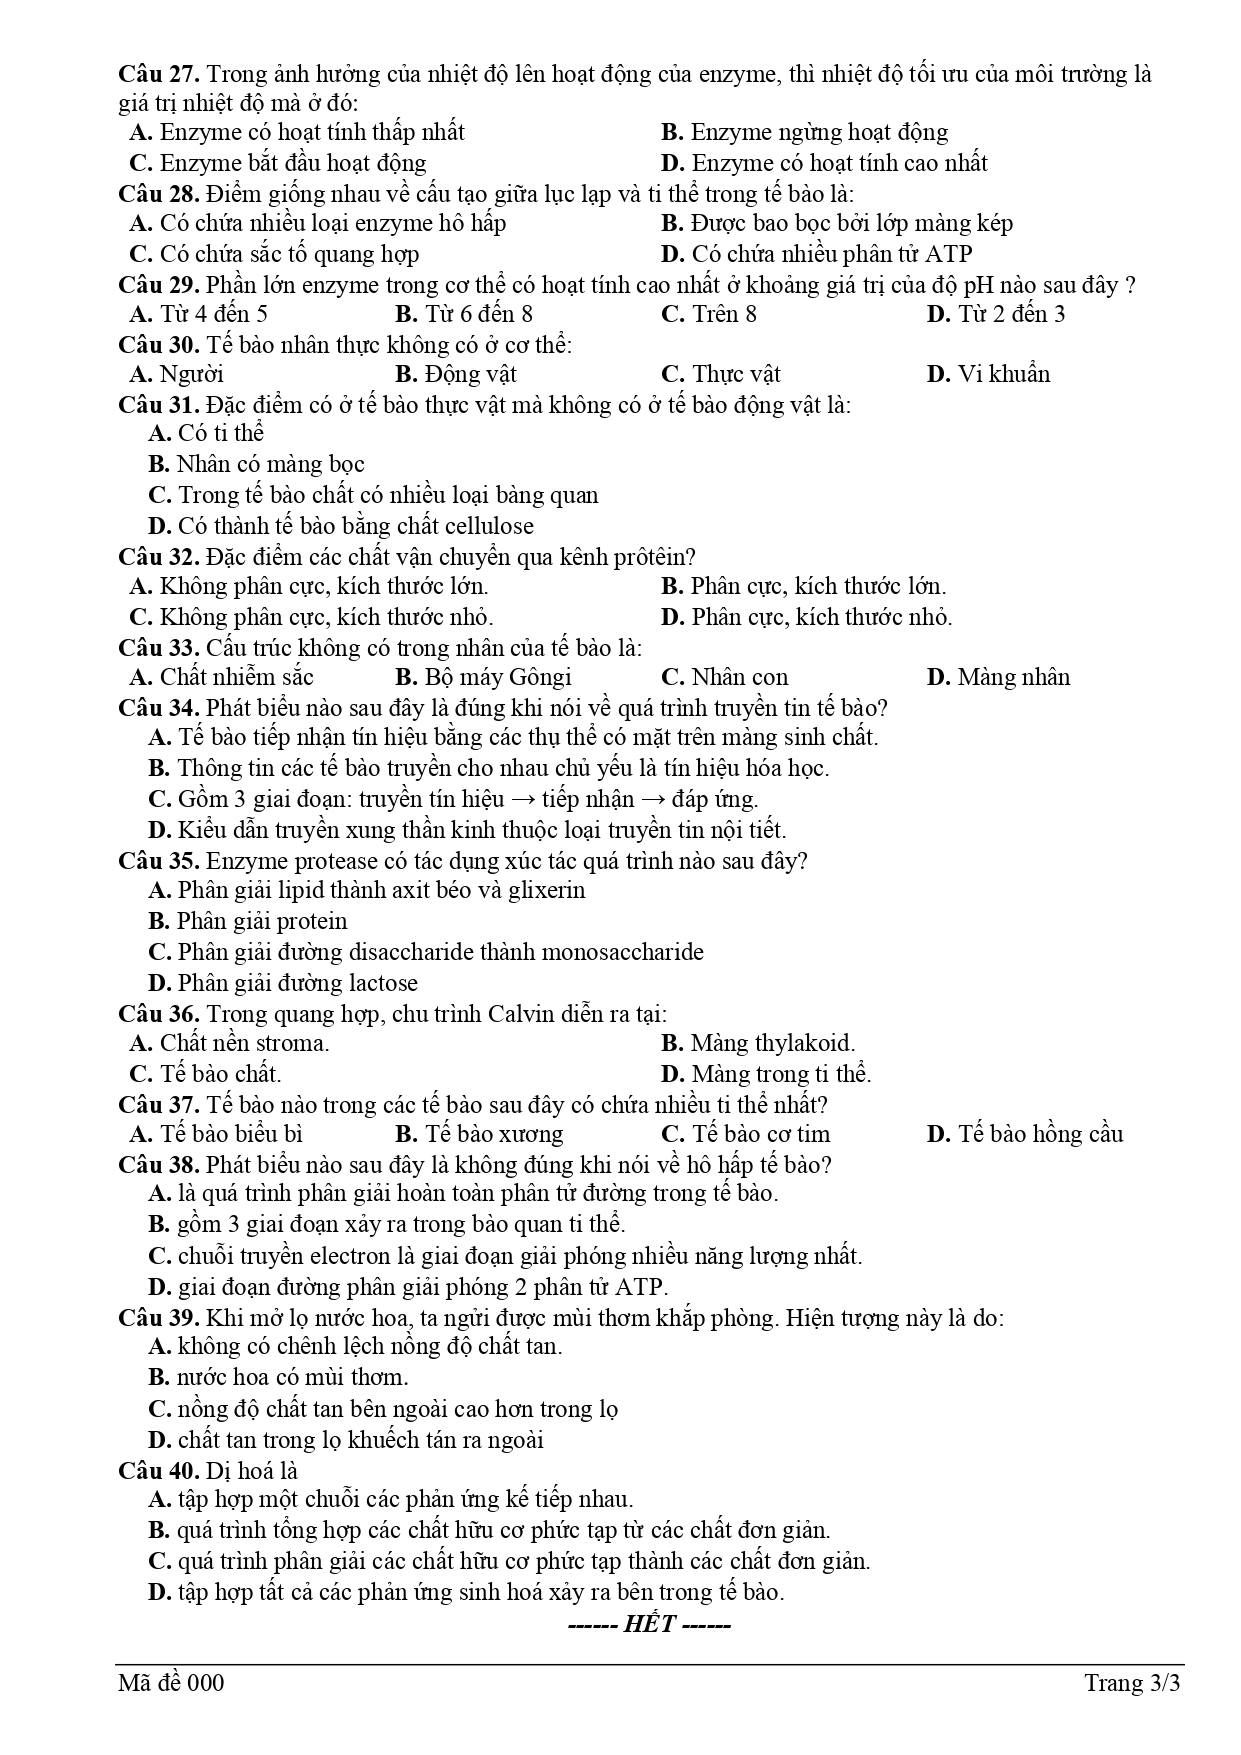 Câu 27. Trong ảnh hưởng của nhiệt độ lên hoạt động của enzyme, thì nhiệt độ tối ưu của môi trường là
giá trị nhiệt độ mà ở đó:
A. Enzyme có hoạt tính thấp nhất B. Enzyme ngừng hoạt động
C. Enzyme bắt đầu hoạt động D. Enzyme có hoạt tính cao nhất
Câu 28. Điểm giống nhau về cấu tạo giữa lục lạp và ti thể trong tế bào là:
A. Có chứa nhiều loại enzyme hô hấp B. Được bao bọc bởi lớp màng kép
C. Có chứa sắc tố quang hợp D. Có chứa nhiều phân tử ATP
Câu 29. Phần lớn enzyme trong cơ thể có hoạt tính cao nhất ở khoảng giá trị của độ pH nào sau đây ?
A. Từ 4 đến 5 B. Từ 6 đến 8 C. Trên 8 D. Từ 2 đến 3
Câu 30. Tế bào nhân thực không có ở cơ thể:
A. Người B. Động vật C. Thực vật D. Vi khuẩn
Câu 31. Đặc điểm có ở tế bào thực vật mà không có ở tế bào động vật là:
A. Có ti thể
B. Nhân có màng bọc
C. Trong tế bào chất có nhiều loại bàng quan
D. Có thành tế bào bằng chất cellulose
Câu 32. Đặc điểm các chất vận chuyển qua kênh prôtêin?
A. Không phân cực, kích thước lớn. B. Phân cực, kích thước lớn.
C. Không phân cực, kích thước nhỏ. D. Phân cực, kích thước nhỏ.
Câu 33. Cấu trúc không có trong nhân của tế bào là:
A. Chất nhiễm sắc B. Bộ máy Gôngi C. Nhân con D. Màng nhân
Câu 34. Phát biểu nào sau đây là đúng khi nói về quá trình truyền tin tế bào?
A. Tế bào tiếp nhận tín hiệu bằng các thụ thể có mặt trên màng sinh chất.
B. Thông tin các tế bào truyền cho nhau chủ yếu là tín hiệu hóa học.
C. Gồm 3 giai đoạn: truyền tín hiệu → tiếp nhận → đáp ứng.
D. Kiểu dẫn truyền xung thần kinh thuộc loại truyền tin nội tiết.
Câu 35. Enzyme protease có tác dụng xúc tác quá trình nào sau đây?
A. Phân giải lipid thành axit béo và glixerin
B. Phân giải protein
C. Phân giải đường disaccharide thành monosaccharide
D. Phân giải đường lactose
Câu 36. Trong quang hợp, chu trình Calvin diễn ra tại:
A. Chất nền stroma. B. Màng thylakoid.
C. Tế bào chất. D. Màng trong ti thể.
Câu 37. Tế bào nào trong các tế bào sau đây có chứa nhiều ti thể nhất?
A. Tế bào biểu bì B. Tế bào xương C. Tế bào cơ tim D. Tế bào hồng cầu
Câu 38. Phát biểu nào sau đây là không đúng khi nói về hô hấp tế bào?
A. là quá trình phân giải hoàn toàn phân tử đường trong tế bào.
B. gồm 3 giai đoạn xảy ra trong bào quan ti thể.
C. chuỗi truyền electron là giai đoạn giải phóng nhiều năng lượng nhất.
D. giai đoạn đường phân giải phóng 2 phân tử ATP.
Câu 39. Khi mở lọ nước hoa, ta ngửi được mùi thơm khắp phòng. Hiện tượng này là do:
A. không có chênh lệch nồng độ chất tan.
B. nước hoa có mùi thơm.
C. nồng độ chất tan bên ngoài cao hơn trong lọ
D. chất tan trong lọ khuếch tán ra ngoài
Câu 40. Dị hoá là
A. tập hợp một chuỗi các phản ứng kế tiếp nhau.
B. quá trình tổng hợp các chất hữu cơ phức tạp từ các chất đơn giản.
C. quá trình phân giải các chất hữu cơ phức tạp thành các chất đơn giản.
D. tập hợp tất cả các phản ứng sinh hoá xảy ra bên trong tế bào.
------ HẾT ------
Mã đề 000 Trang 3/3